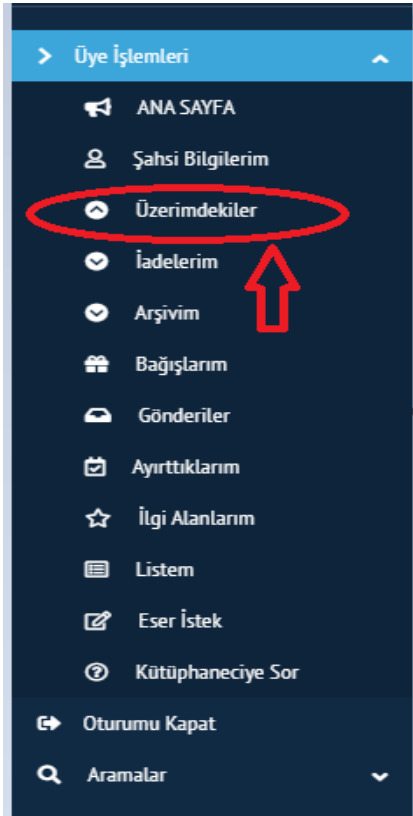 Üye İşlemleri
ANA SAYFA
Şahsi Bilgilerim
Üzerimdekiler
İadelerim
Arşivim
Bağışlarım
Gönderiler
Ayırttıklarım
İlgi Alanlarım
Listem
Eser İstek
Kütüphaneciye Sor
Oturumu Kapat
Aramalar